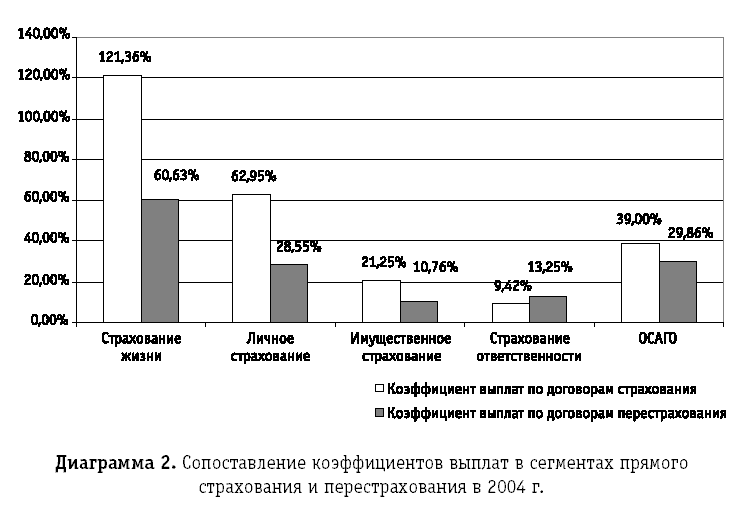 140,00%
121,36%
120,00%
100,00%
80,00%
60,63%
62,95%
60,00%
39,00%
40,00%
28,55%
29,86%
21,25%
10,76%
13,25%
20,00%
9,42%
0,00%
Страхование жизни
Личное страхование
Имущественное страхование
Страхование ответственности
ОСАГО
Коэффициент выплат по договорам страхования
Коэффициент выплат по договорам перестрахования
Диаграмма 2. Сопоставление коэффициентов выплат в сегментах прямого
страхования и перестрахования в 2004 г.